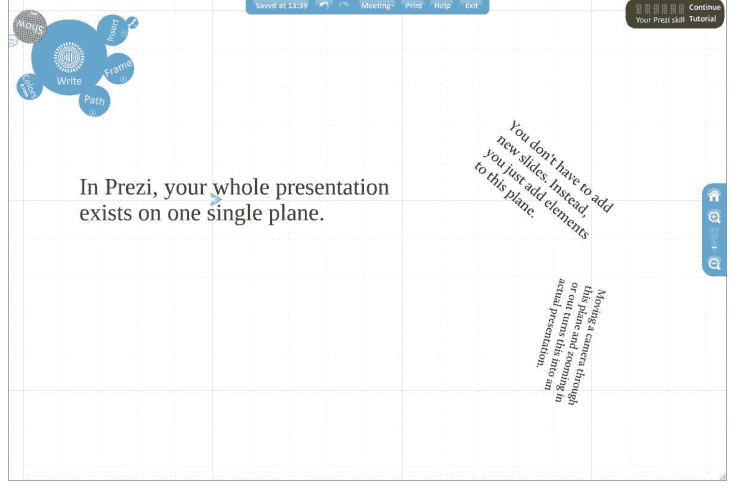 Saved at 13:39
Meeting
Print
Help
Exit
Your Prezi skill
Continue
Tutorial
Show
Insert
Frame
Write
Colors
Path
In Prezi, your whole presentation
exists on one single plane.
You don't have to add
new slides. Instead,
you just add elements
to this plane.
Moving a camera through
this plane and zooming in
or out turns this into an
actual presentation.